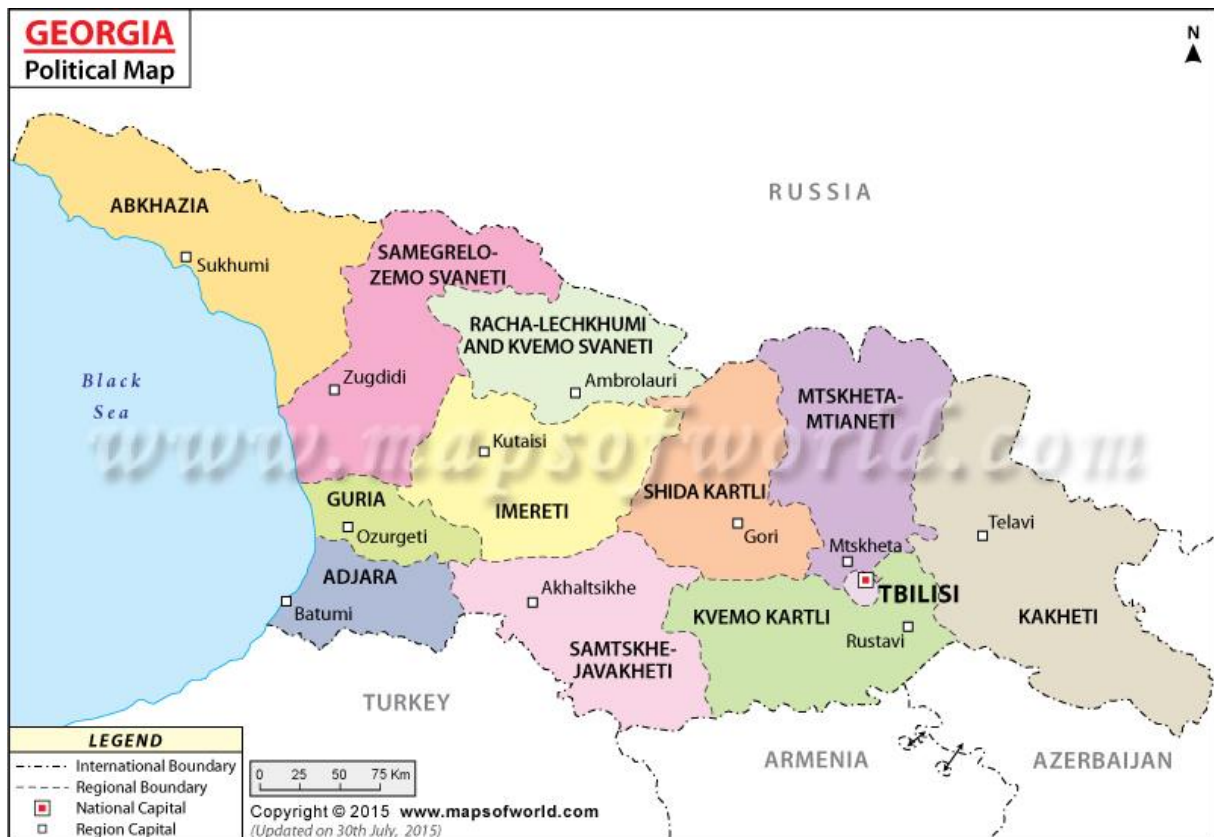 GEORGIA
Political Map
N
RUSSIA
ABKHAZIA
Sukhumi
SAMEGRELO-
ZEMO SVANETI
RACHA-LECHKHUMI
AND KVEMO SVANETI
Ambrolauri
Zugdidi
Black
Sea
MTSKHETA-
MTIANETI
www.mapsofworld.com
Kutaisi
IMERETI
SHIDA KARTLI
Gori
GURIA
Ozurgeti
Mtskheta
Telavi
ADJARA
Batumi
Akhaltsikhe
TBILISI
KVEMO KARTLI
Rustavi
KAKHETI
SAMTSKHE-
JAVAKHETI
TURKEY
ARMENIA
AZERBAIJAN
LEGEND
International Boundary
Regional Boundary
National Capital
Region Capital
0 25 50 75 Km
Copyright © 2015 www.mapsofworld.com
(Updated on 30th July, 2015)